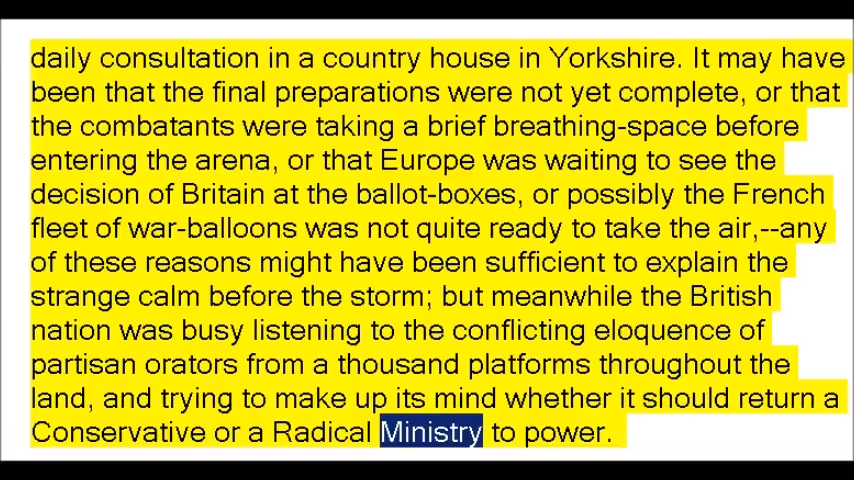 daily consultation in a country house in Yorkshire. It may have
been that the final preparations were not yet complete, or that
the combatants were taking a brief breathing-space before
entering the arena, or that Europe was waiting to see the
decision of Britain at the ballot-boxes, or possibly the French
fleet of war-balloons was not quite ready to take the air,--any
of these reasons might have been sufficient to explain the
strange calm before the storm; but meanwhile the British
nation was busy listening to the conflicting eloquence of
partisan orators from a thousand platforms throughout the
land, and trying to make up its mind whether it should return a
Conservative or a Radical Ministry to power.